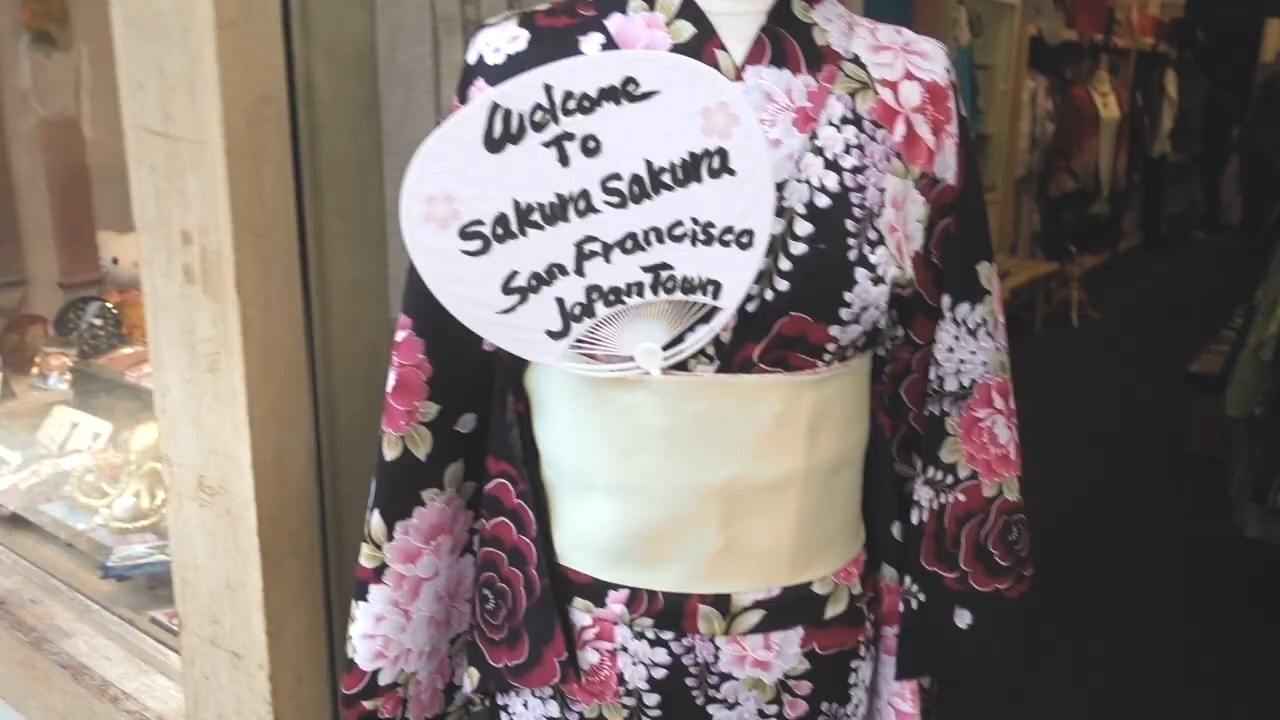 Welcome
To
Sakura Sakura
San Francisco
JaPanTown